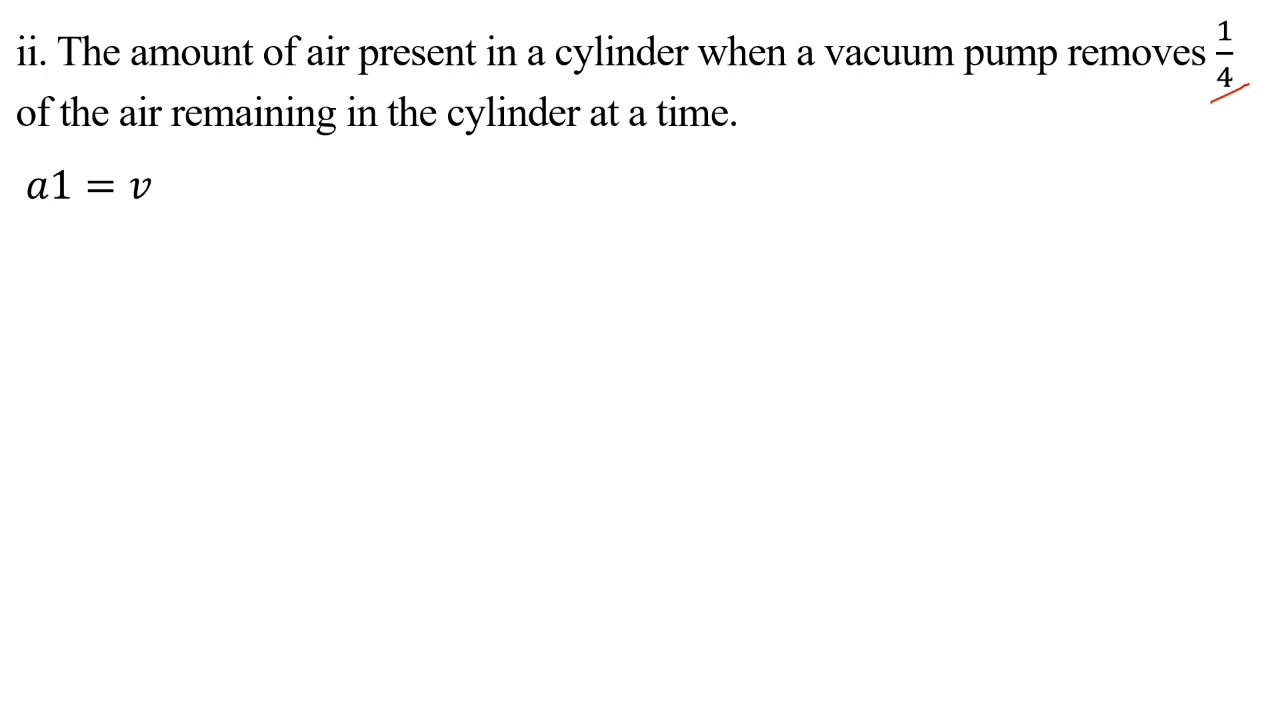 ii. The amount of air present in a cylinder when a vacuum pump removes 1/4
of the air remaining in the cylinder at a time.
a1 = v